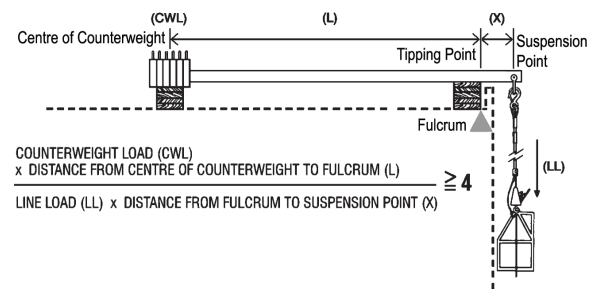 (CWL)
(L)
(X)
Centre of Counterweight
Tipping Point
Suspension
Point
Fulcrum
(LL)
COUNTERWEIGHT LOAD (CWL)
x DISTANCE FROM CENTRE OF COUNTERWEIGHT TO FULCRUM (L)
≧ 4
LINE LOAD (LL) x DISTANCE FROM FULCRUM TO SUSPENSION POINT (X)